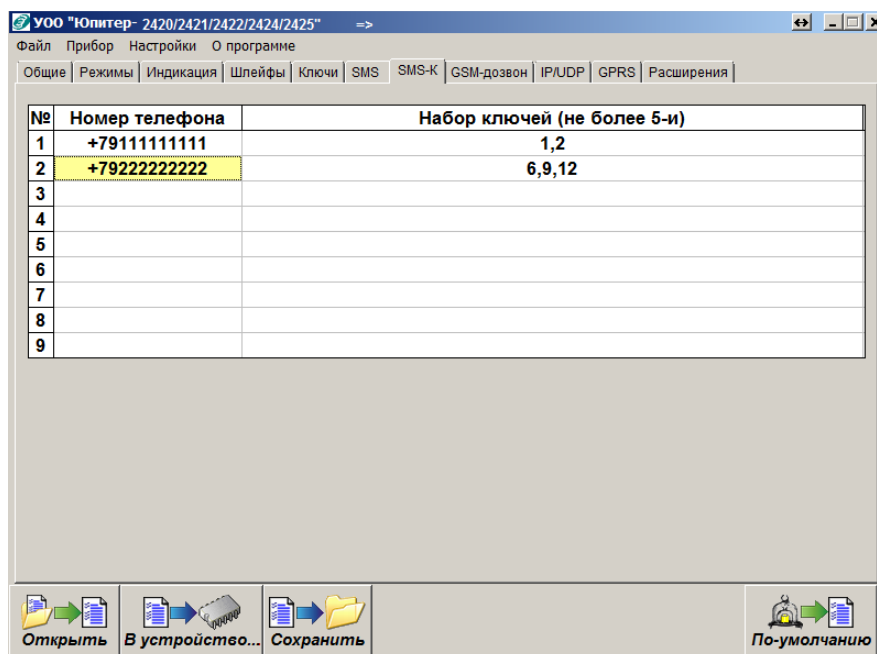 УОО "Юпитер- 2420/2421/2422/2424/2425" =>
Файл Прибор Настройки О программе
Общие Режимы Индикация Шлейфы Ключи SMS SMS-К GSM-дозвон IP/UDP GPRS Расширения
№ Номер телефона Набор ключей (не более 5-и)
1 +79111111111 1,2
2 +79222222222 6,9,12
3
4
5
6
7
8
9
Открыть В устройство... Сохранить По-умолчанию